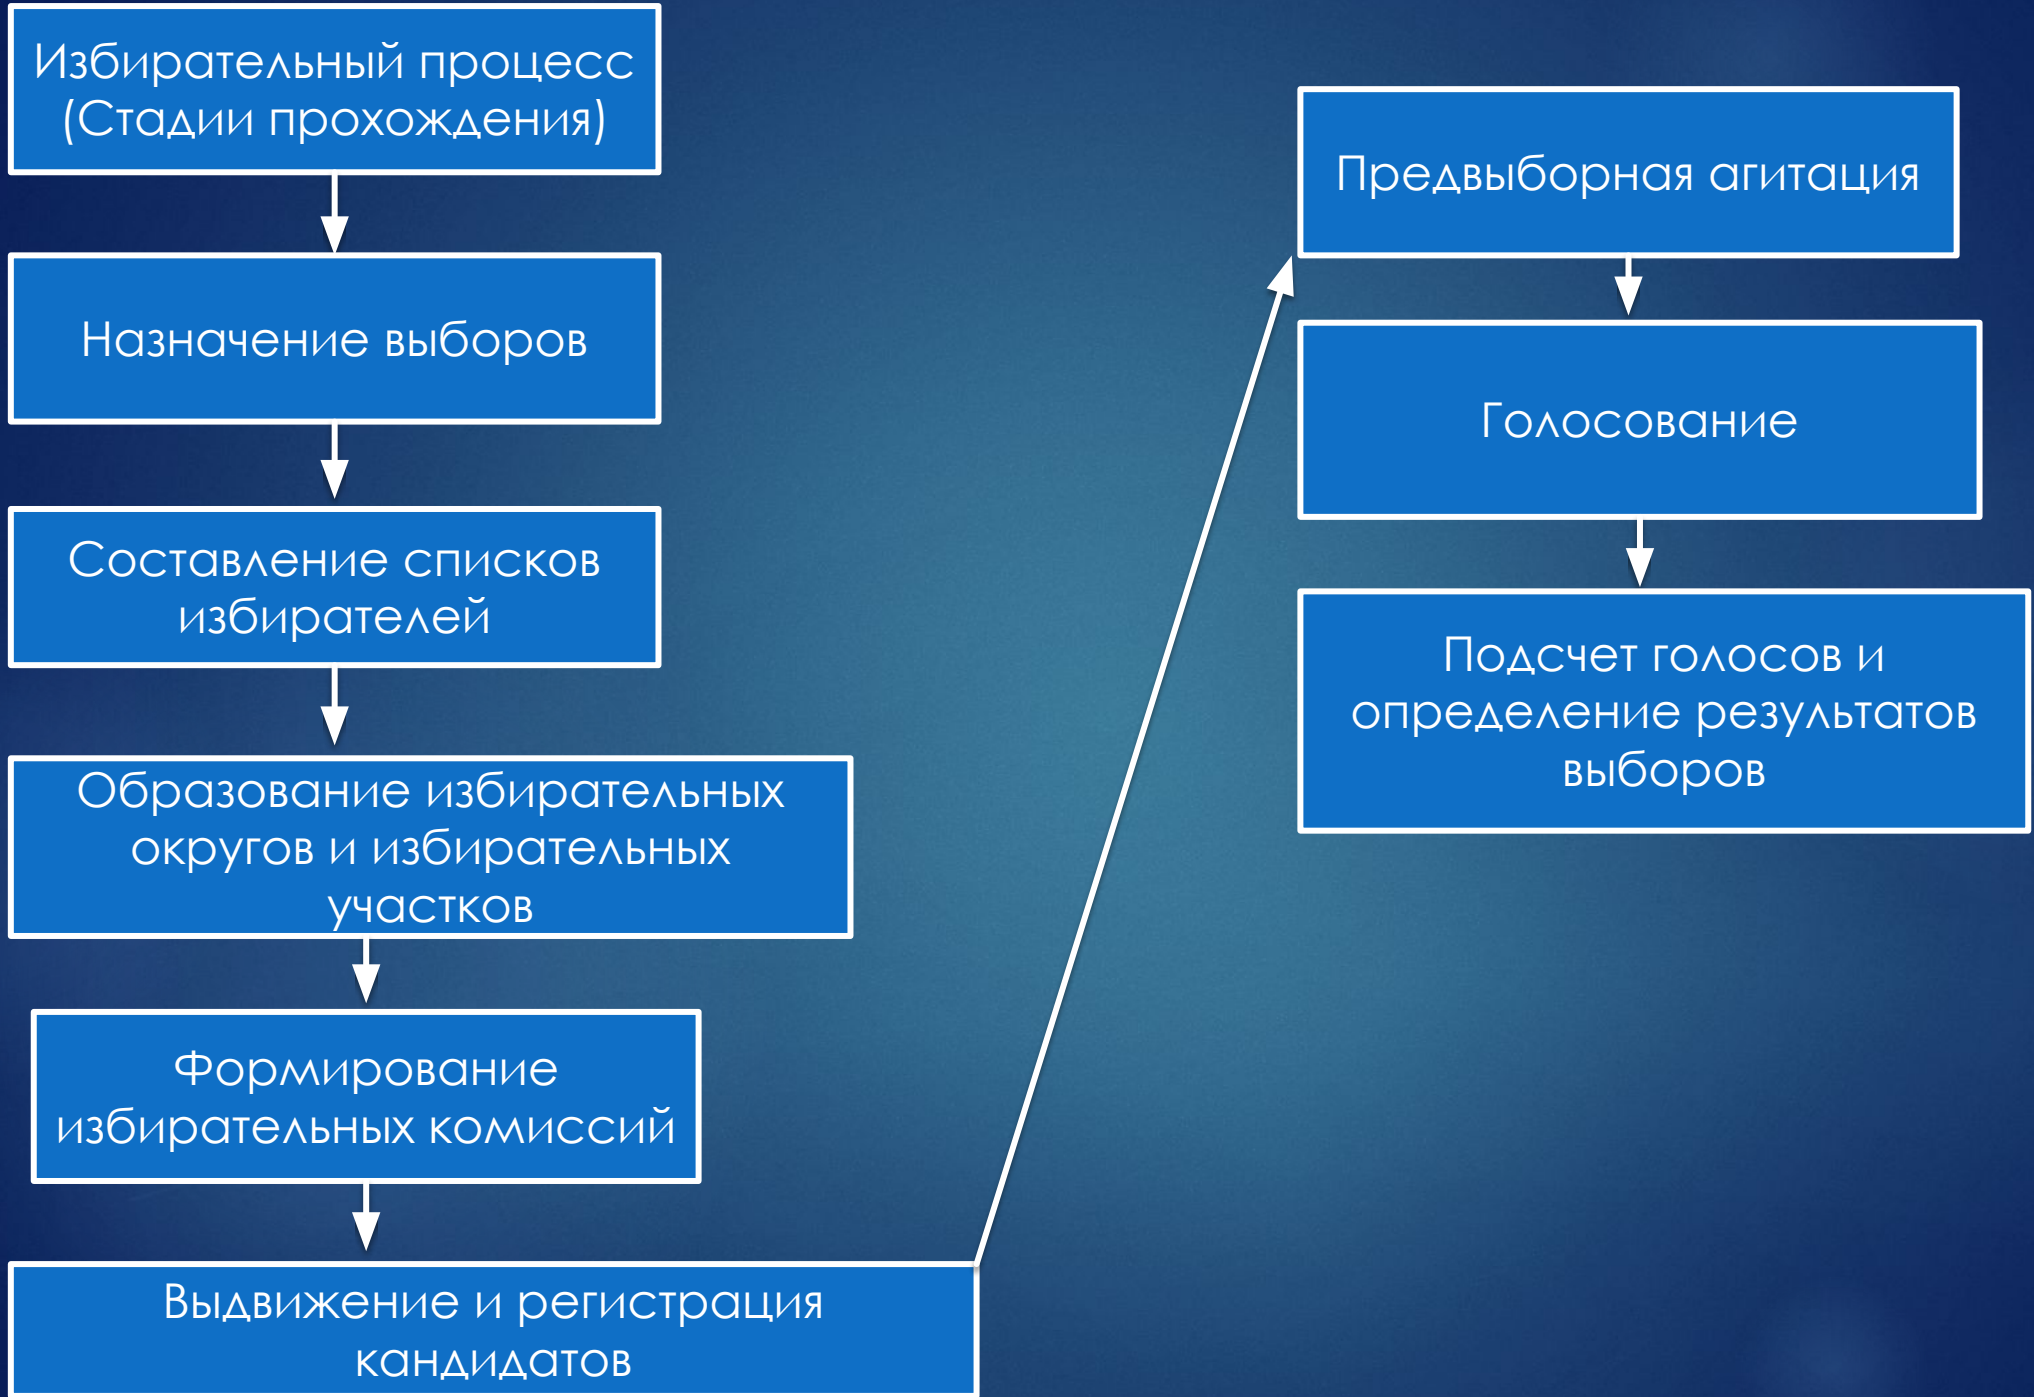 Избирательный процесс
(Стадии прохождения)
Назначение выборов
Составление списков
избирателей
Образование избирательных
округов и избирательных
участков
Формирование
избирательных комиссий
Выдвижение и регистрация
кандидатов
Предвыборная агитация
Голосование
Подсчет голосов и
определение результатов
выборов